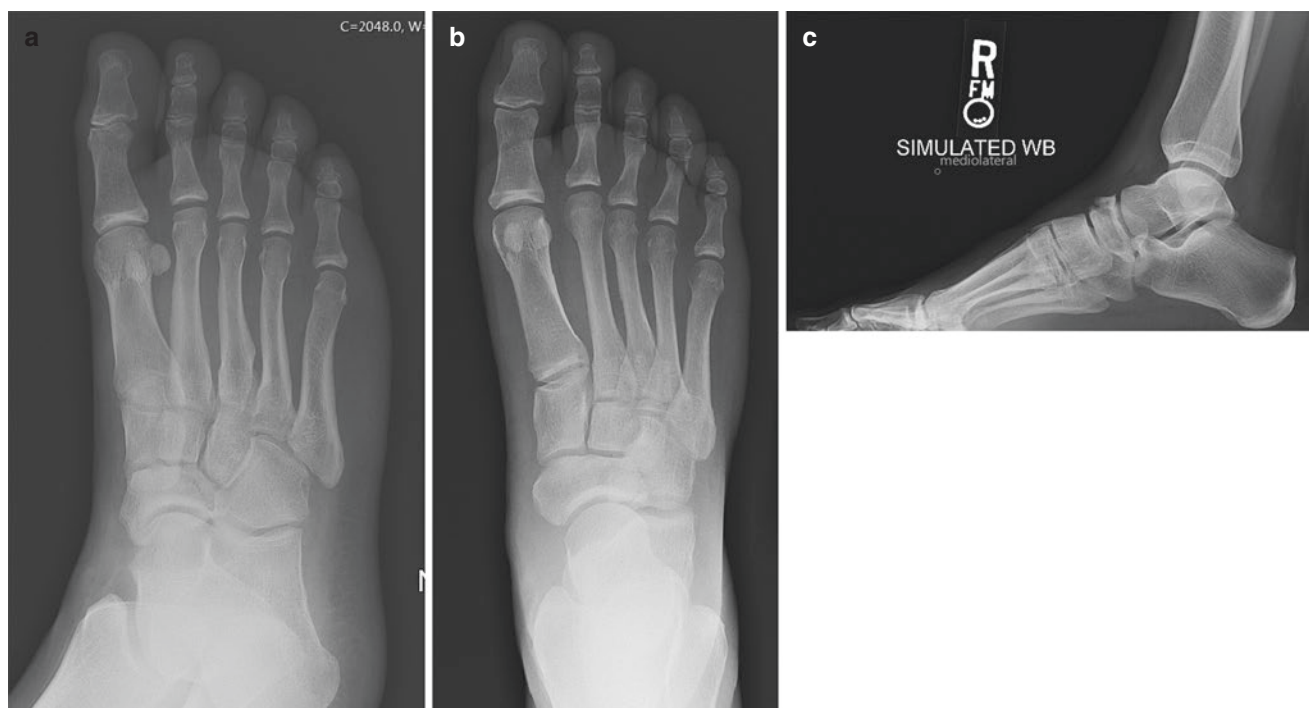 a
C=2048.0, W=
b
c
R
FM
SIMULATED WB
mediolateral
N